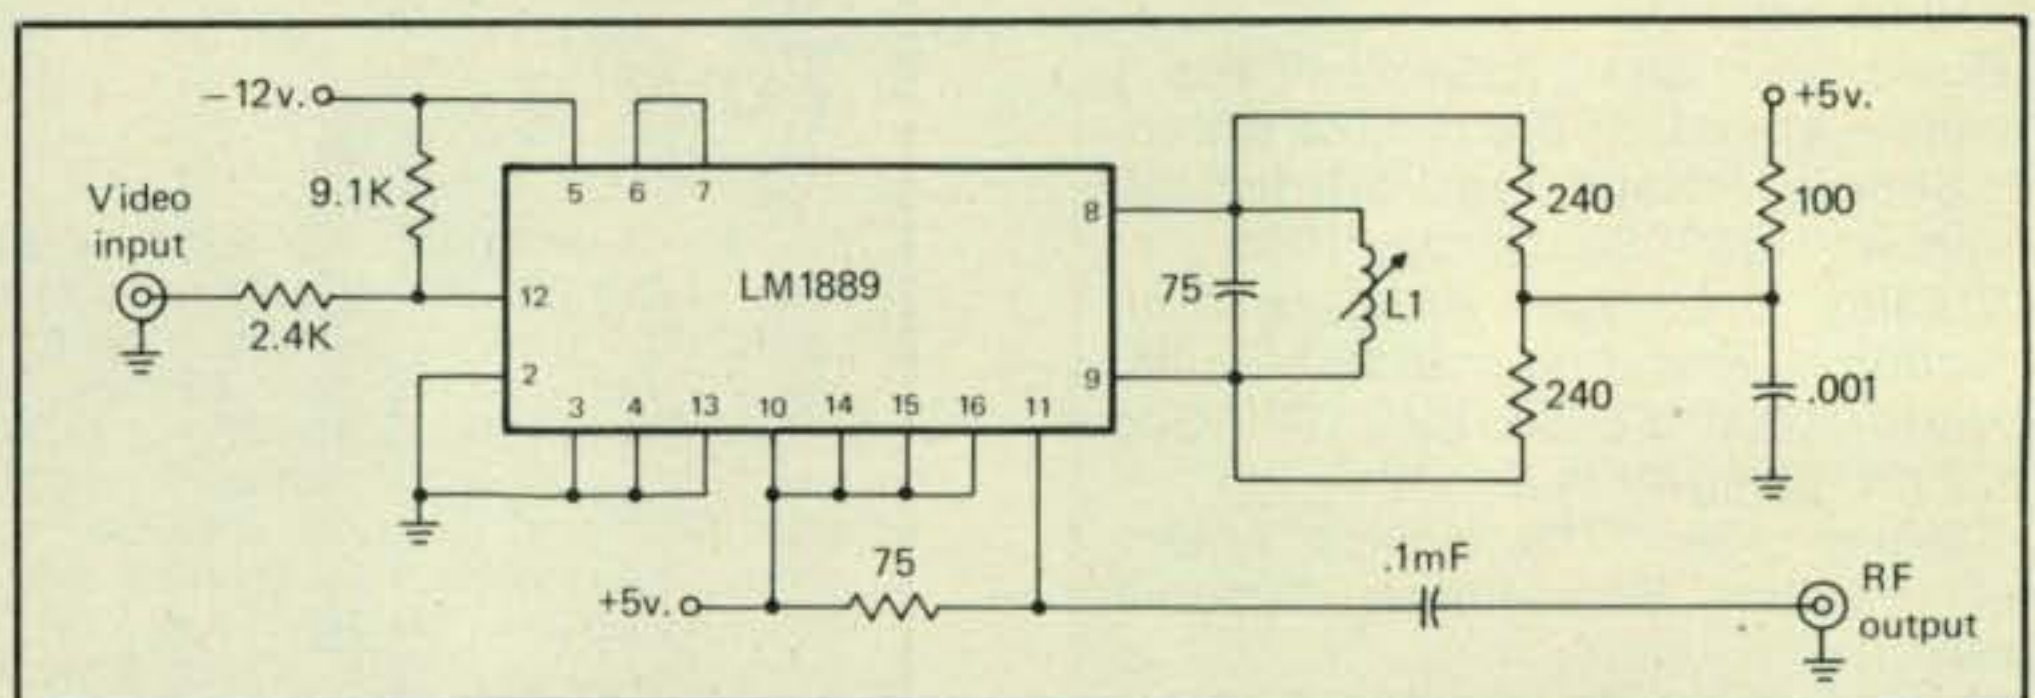 −12v.
+5v.
9.1K
5 6 7
Video
input
8
240
100
LM1889
75
L1
12
2.4K
2
9
240
.001
3 4 13 10 14 15 16 11
75
.1mF
+5v.
RF
output